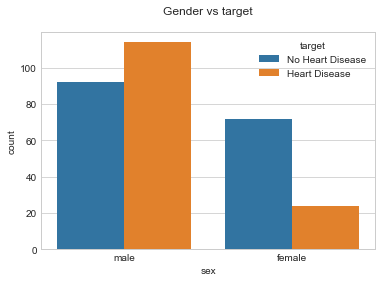 Gender vs target
target
No Heart Disease
Heart Disease
100
80
60
40
20
0
count
male
female
sex